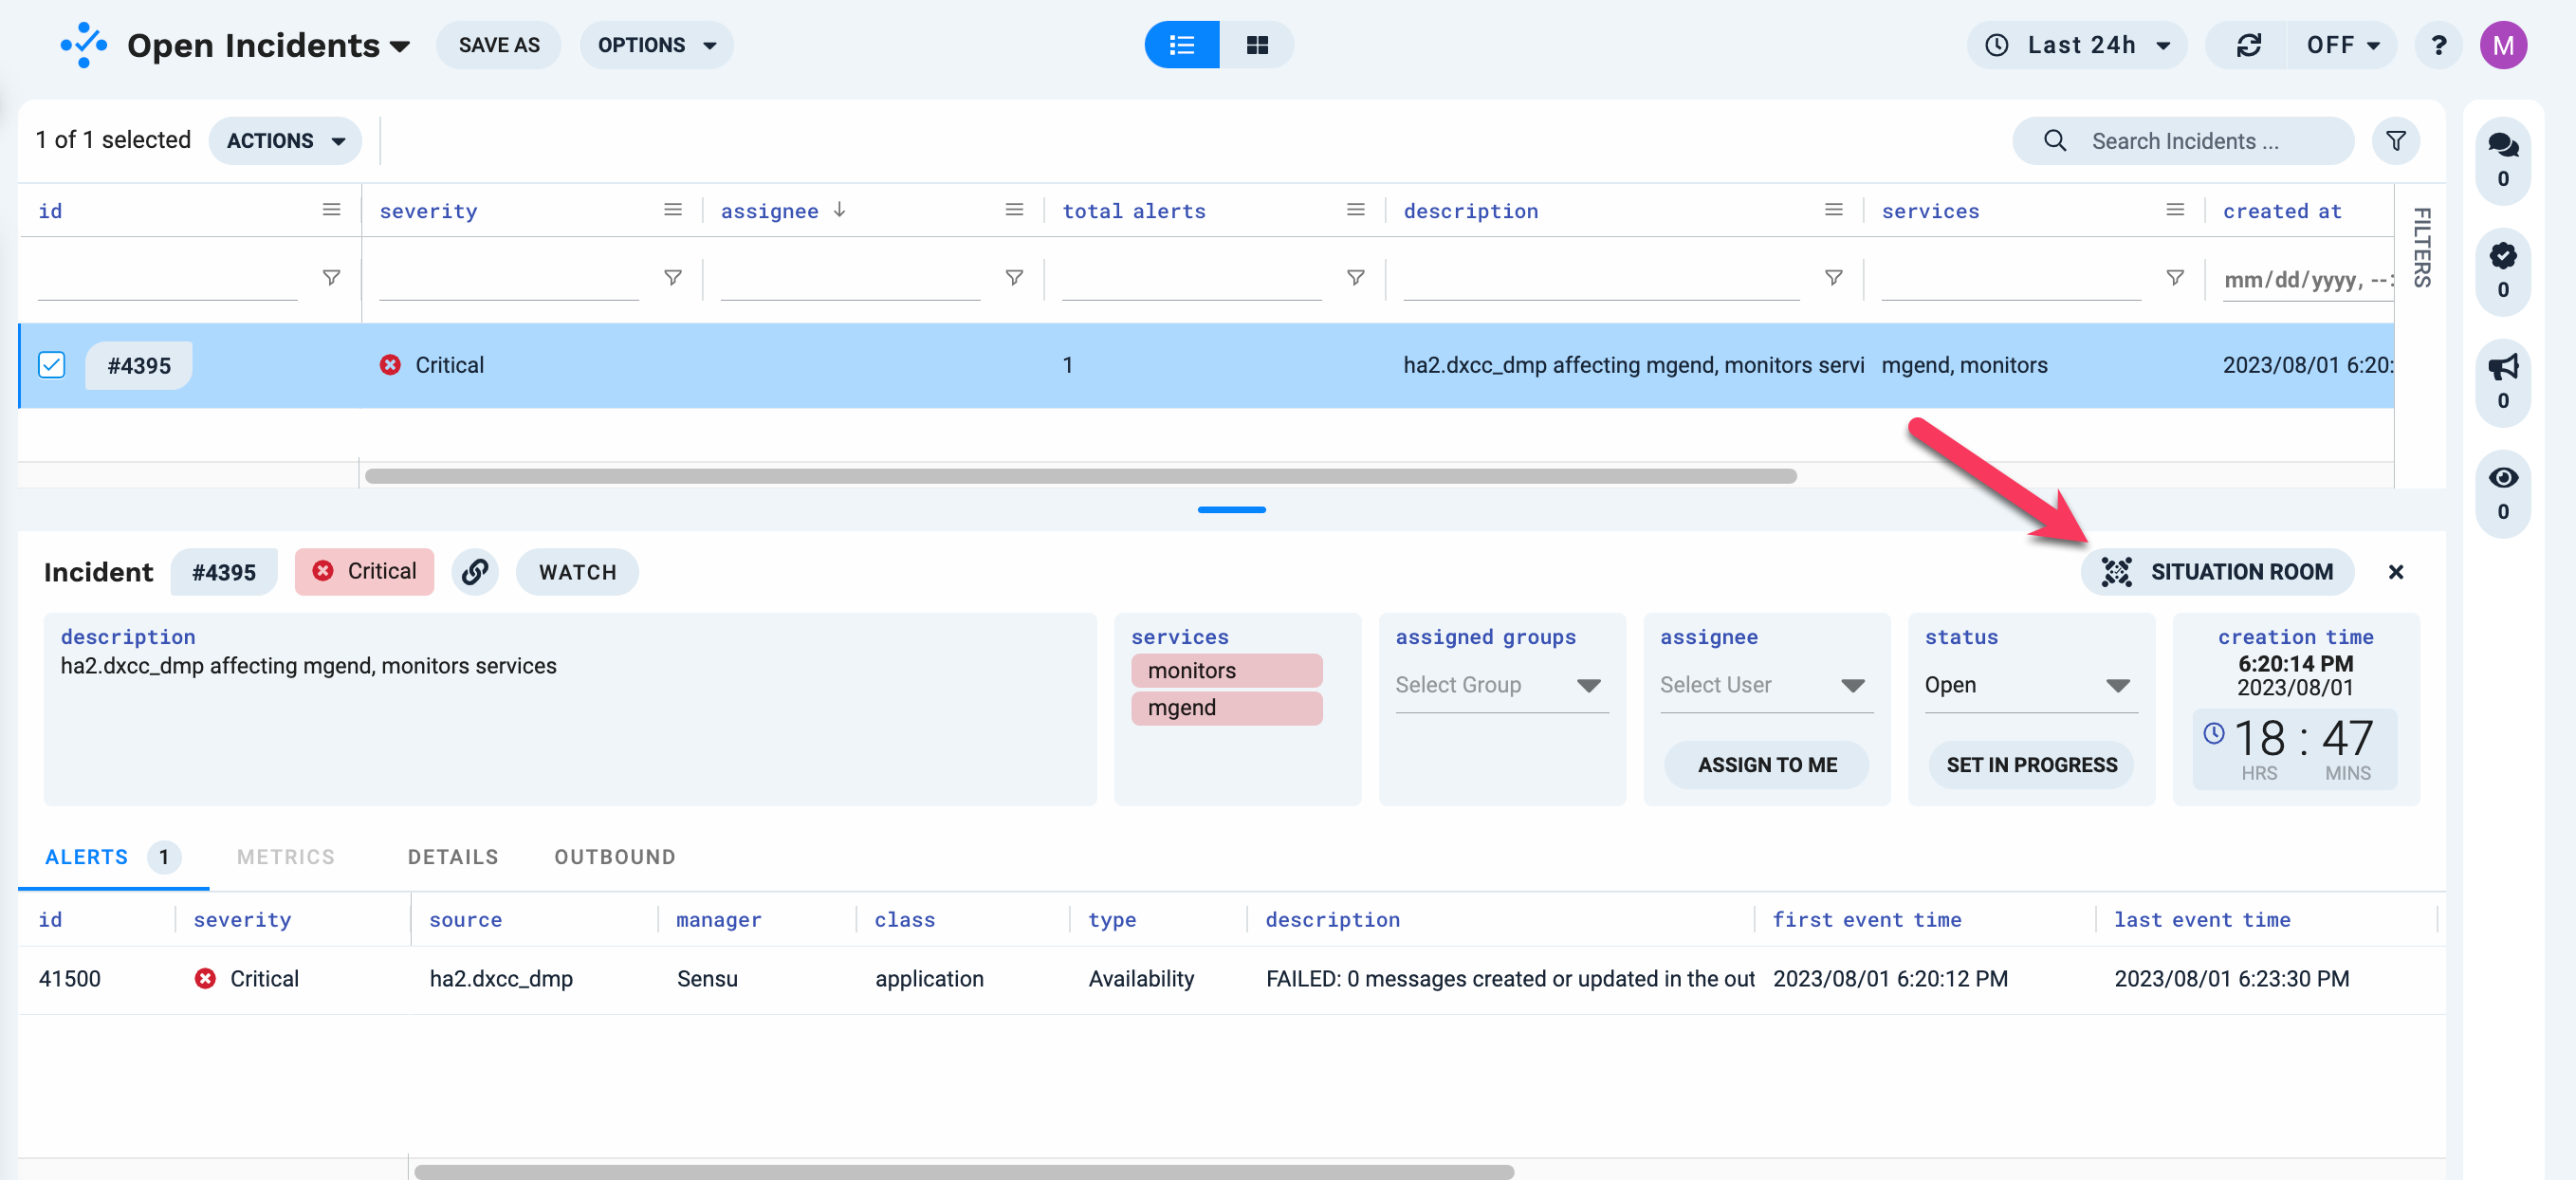 Open Incidents SAVE AS OPTIONS Last 24h OFF ? M
1 of 1 selected ACTIONS Search Incidents ...
0
id severity assignee total alerts description services created at
FILTERS
mm/dd/yyyy, --:
0
#4395 Critical 1 ha2.dxcc_dmp affecting mgend, monitors servi mgend, monitors 2023/08/01 6:20:
0
0
Incident #4395 Critical WATCH SITUATION ROOM
description services assigned groups assignee status creation time
ha2.dxcc_dmp affecting mgend, monitors services monitors Select Group Select User Open 6:20:14 PM
mgend 2023/08/01
18 : 47
ASSIGN TO ME SET IN PROGRESS HRS MINS
ALERTS 1 METRICS DETAILS OUTBOUND
id severity source manager class type description first event time last event time
41500 Critical ha2.dxcc_dmp Sensu application Availability FAILED: 0 messages created or updated in the out 2023/08/01 6:20:12 PM 2023/08/01 6:23:30 PM